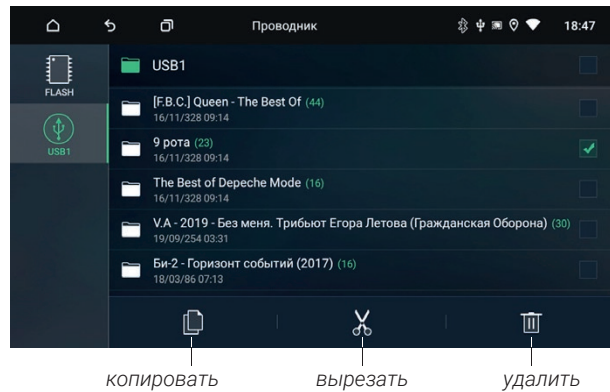 Проводник
18:47
FLASH
USB1
USB1
[F.B.C.] Queen - The Best Of (44)
16/11/328 09:14
9 рота (23)
16/11/328 09:14
The Best of Depeche Mode (16)
16/11/328 09:14
V.A - 2019 - Без меня. Трибьют Егора Летова (Гражданская Оборона) (30)
19/09/254 03:31
Би-2 - Горизонт событий (2017) (16)
18/03/86 07:13
копировать
вырезать
удалить